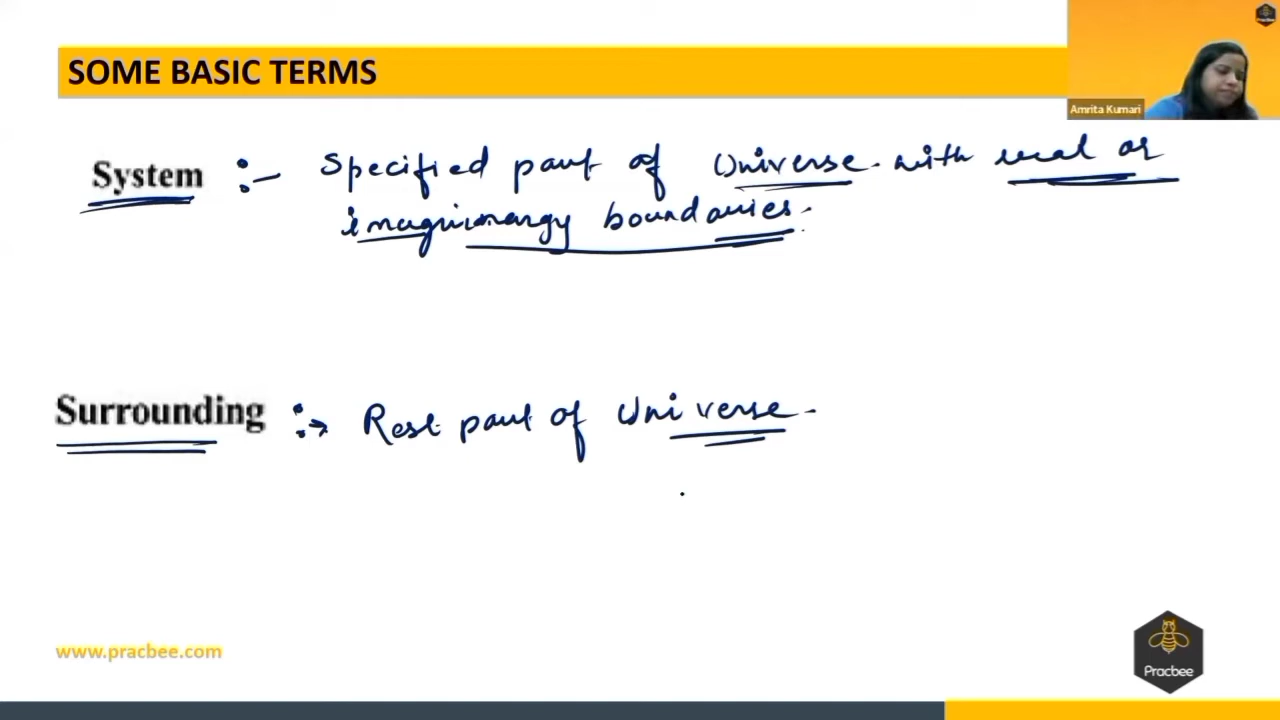 SOME BASIC TERMS
Amrita Kumari
System :- Specified part of Universe. with real or
imaginary boundaries.
Surrounding :→ Rest part of Universe.
www.pracbee.com
Pracbee